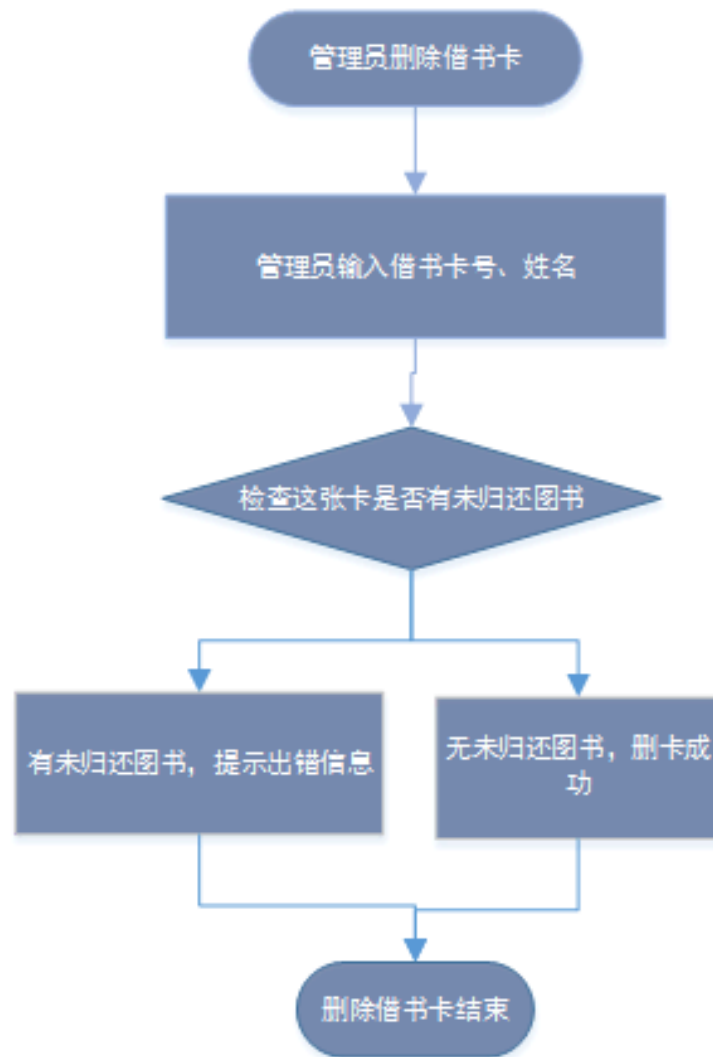 管理员删除借书卡
管理员输入借书卡号、姓名
检查这张卡是否有未归还图书
有未归还图书，提示出错信息
无未归还图书，删卡成
功
删除借书卡结束